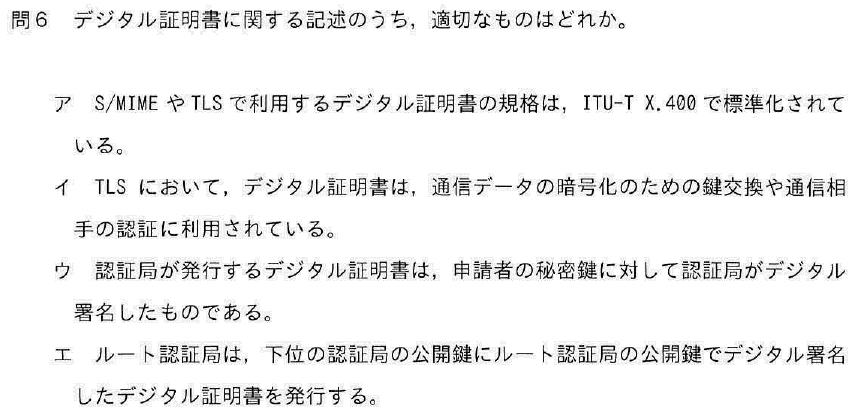 問6 デジタル証明書に関する記述のうち，適切なものはどれか。
ア S/MIME や TLS で利用するデジタル証明書の規格は，ITU-T X.400 で標準化されて
いる。
イ TLS において，デジタル証明書は，通信データの暗号化のための鍵交換や通信相
手の認証に利用されている。
ウ 認証局が発行するデジタル証明書は，申請者の秘密鍵に対して認証局がデジタル
署名したものである。
エ ルート認証局は，下位の認証局の公開鍵にルート認証局の公開鍵でデジタル署名
したデジタル証明書を発行する。